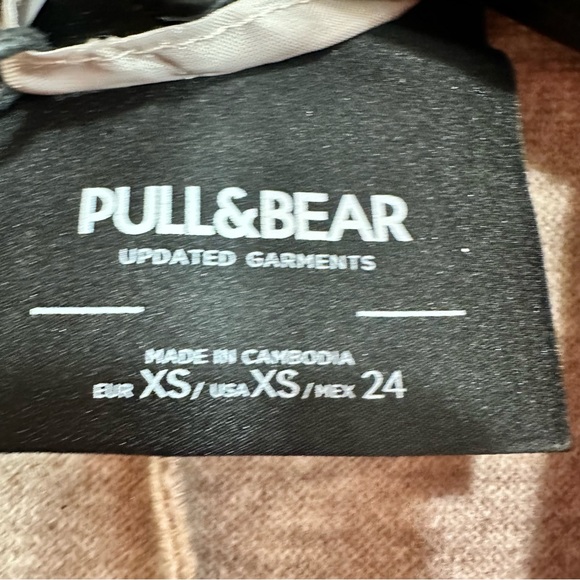 PULL&BEAR
UPDATED GARMENTS
MADE IN CAMBODIA
EUR XS/ USA XS/MEX 24